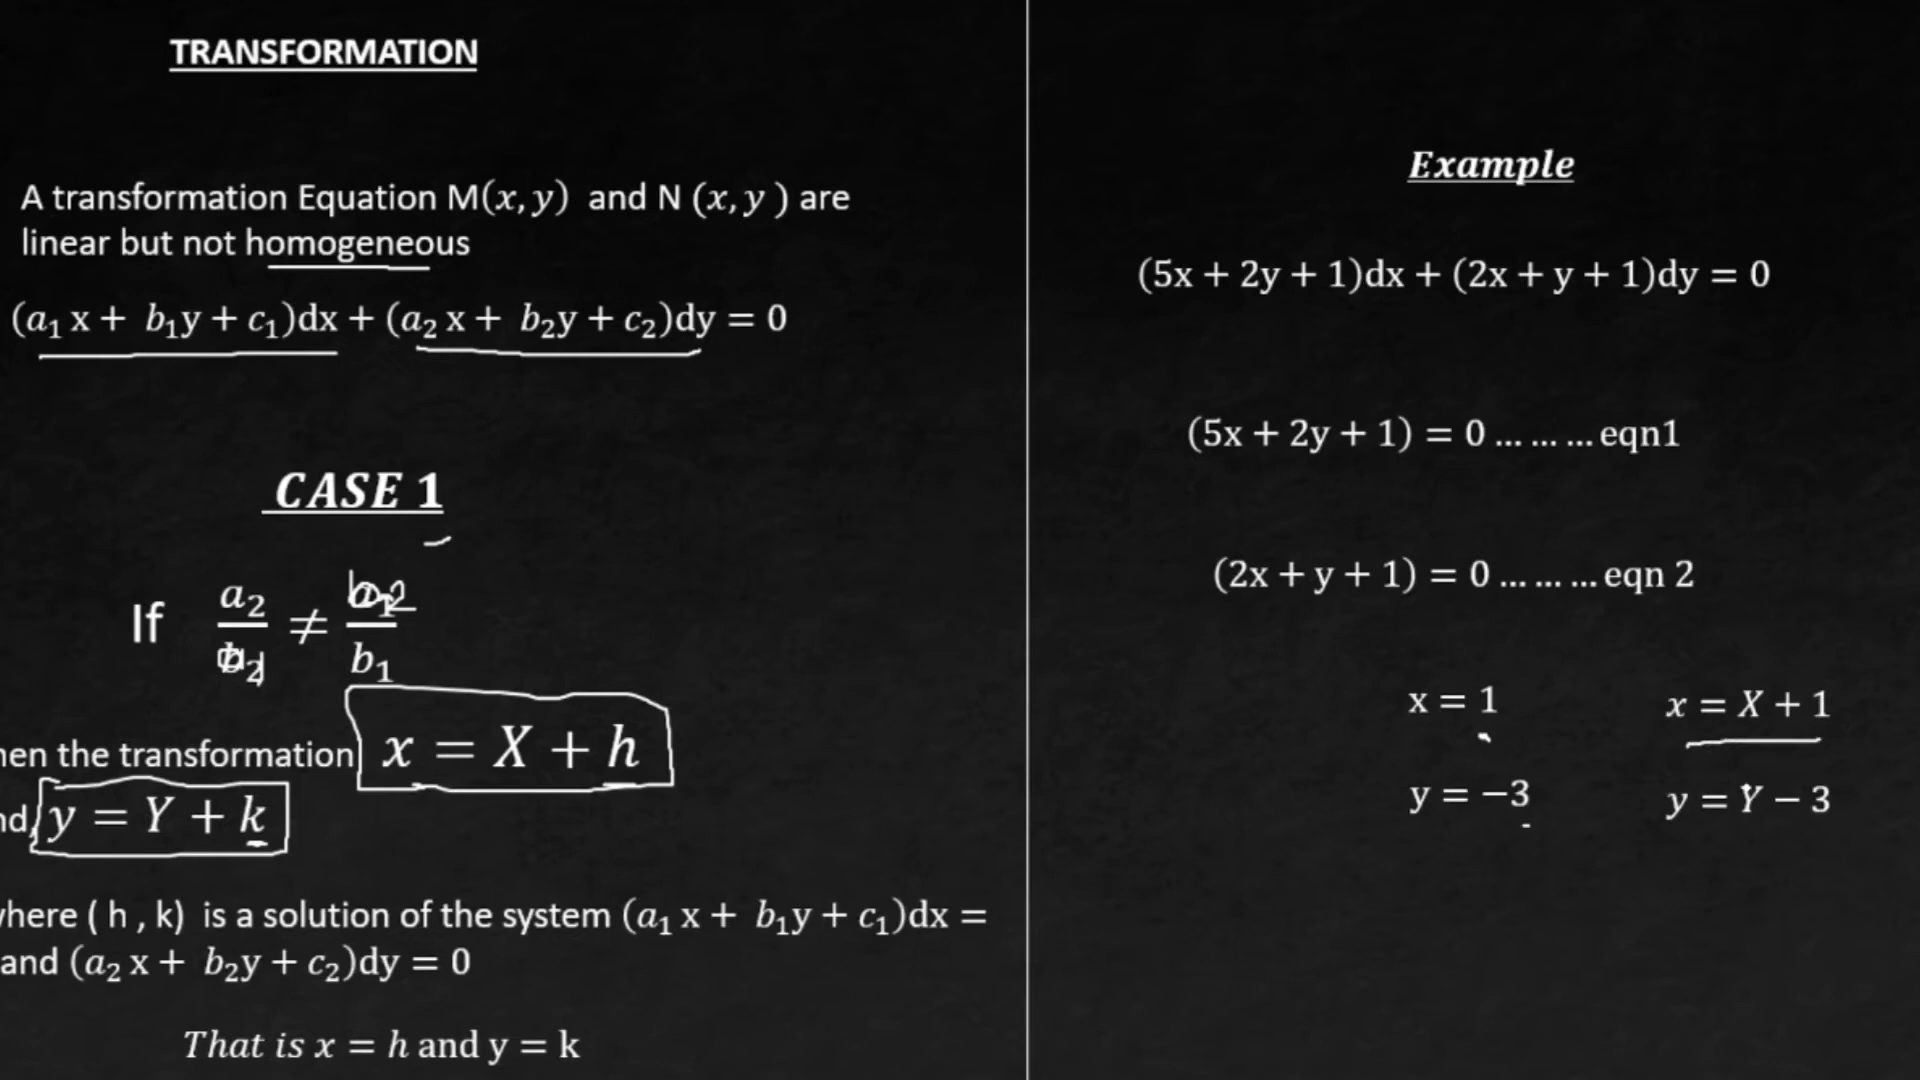 TRANSFORMATION
A transformation Equation M(x, y) and N (x, y ) are
linear but not homogeneous
(a₁ x + b₁y + c₁)dx + (a₂ x + b₂y + c₂)dy = 0
CASE 1
If a₂ ≠
b₁
hen the transformation x = X + h
nd, y = Y + k
where ( h , k) is a solution of the system (a₁ x + b₁y + c₁)dx =
and (a₂ x + b₂y + c₂)dy = 0
That is x = h and y = k
Example
(5x + 2y + 1)dx + (2x + y + 1)dy = 0
(5x + 2y + 1) = 0 ... ... ... eqn1
(2x + y + 1) = 0 ... ... ... eqn 2
x = 1 x = X + 1
y = −3 y = Y − 3